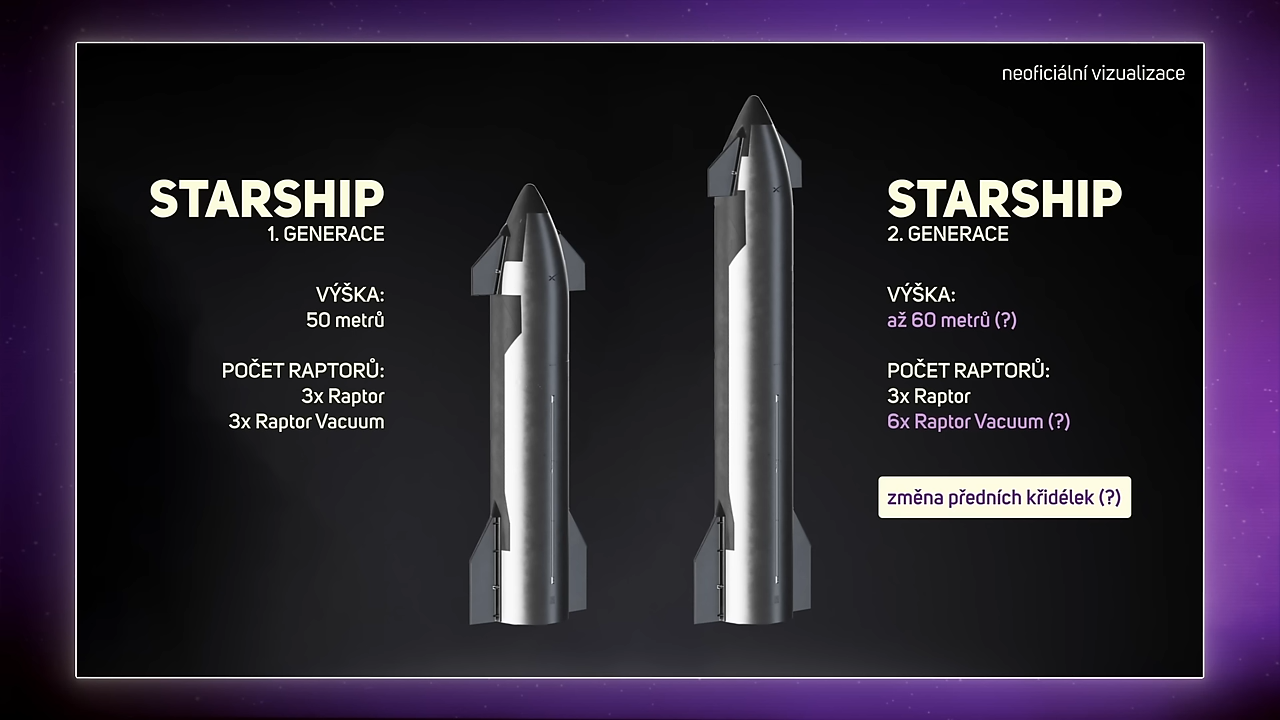 neoficiální vizualizace
STARSHIP
1. GENERACE
VÝŠKA:
50 metrů
POČET RAPTORŮ:
3x Raptor
3x Raptor Vacuum
STARSHIP
2. GENERACE
VÝŠKA:
až 60 metrů (?)
POČET RAPTORŮ:
3x Raptor
6x Raptor Vacuum (?)
změna předních křidélek (?)